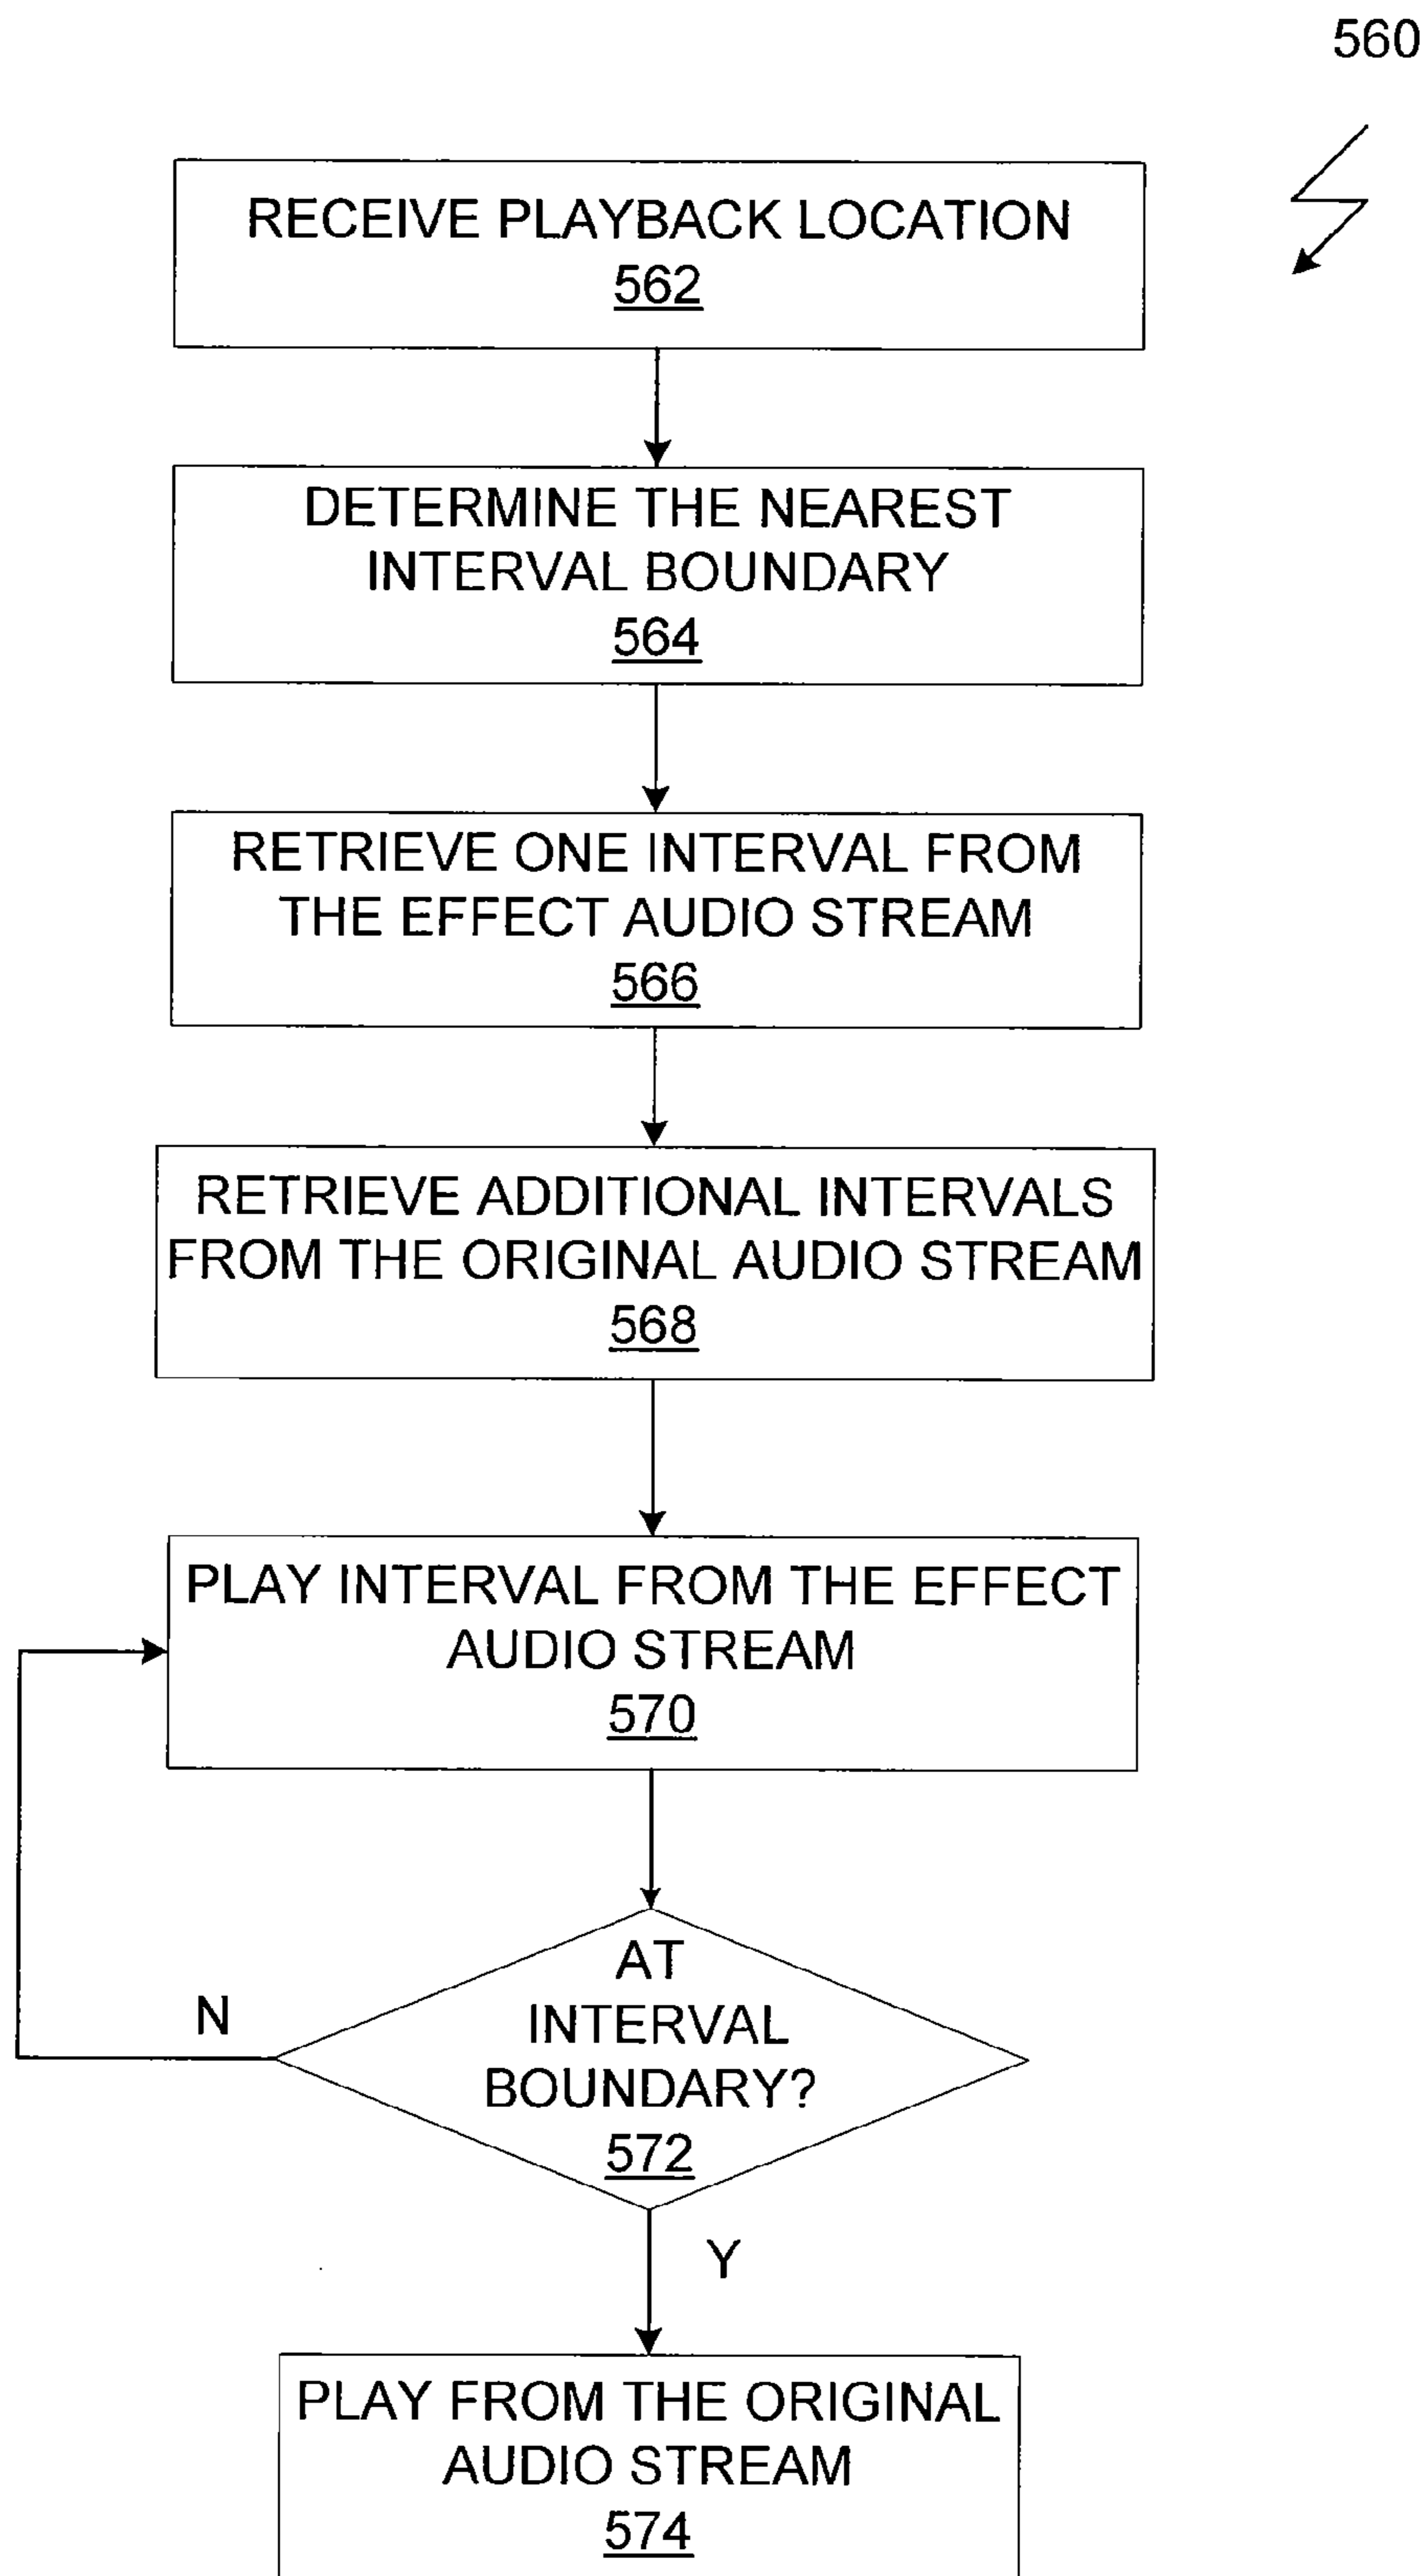 560
RECEIVE PLAYBACK LOCATION
562
DETERMINE THE NEAREST
INTERVAL BOUNDARY
564
RETRIEVE ONE INTERVAL FROM
THE EFFECT AUDIO STREAM
566
RETRIEVE ADDITIONAL INTERVALS
FROM THE ORIGINAL AUDIO STREAM
568
PLAY INTERVAL FROM THE EFFECT
AUDIO STREAM
570
AT
INTERVAL
BOUNDARY?
572
N
Y
PLAY FROM THE ORIGINAL
AUDIO STREAM
574